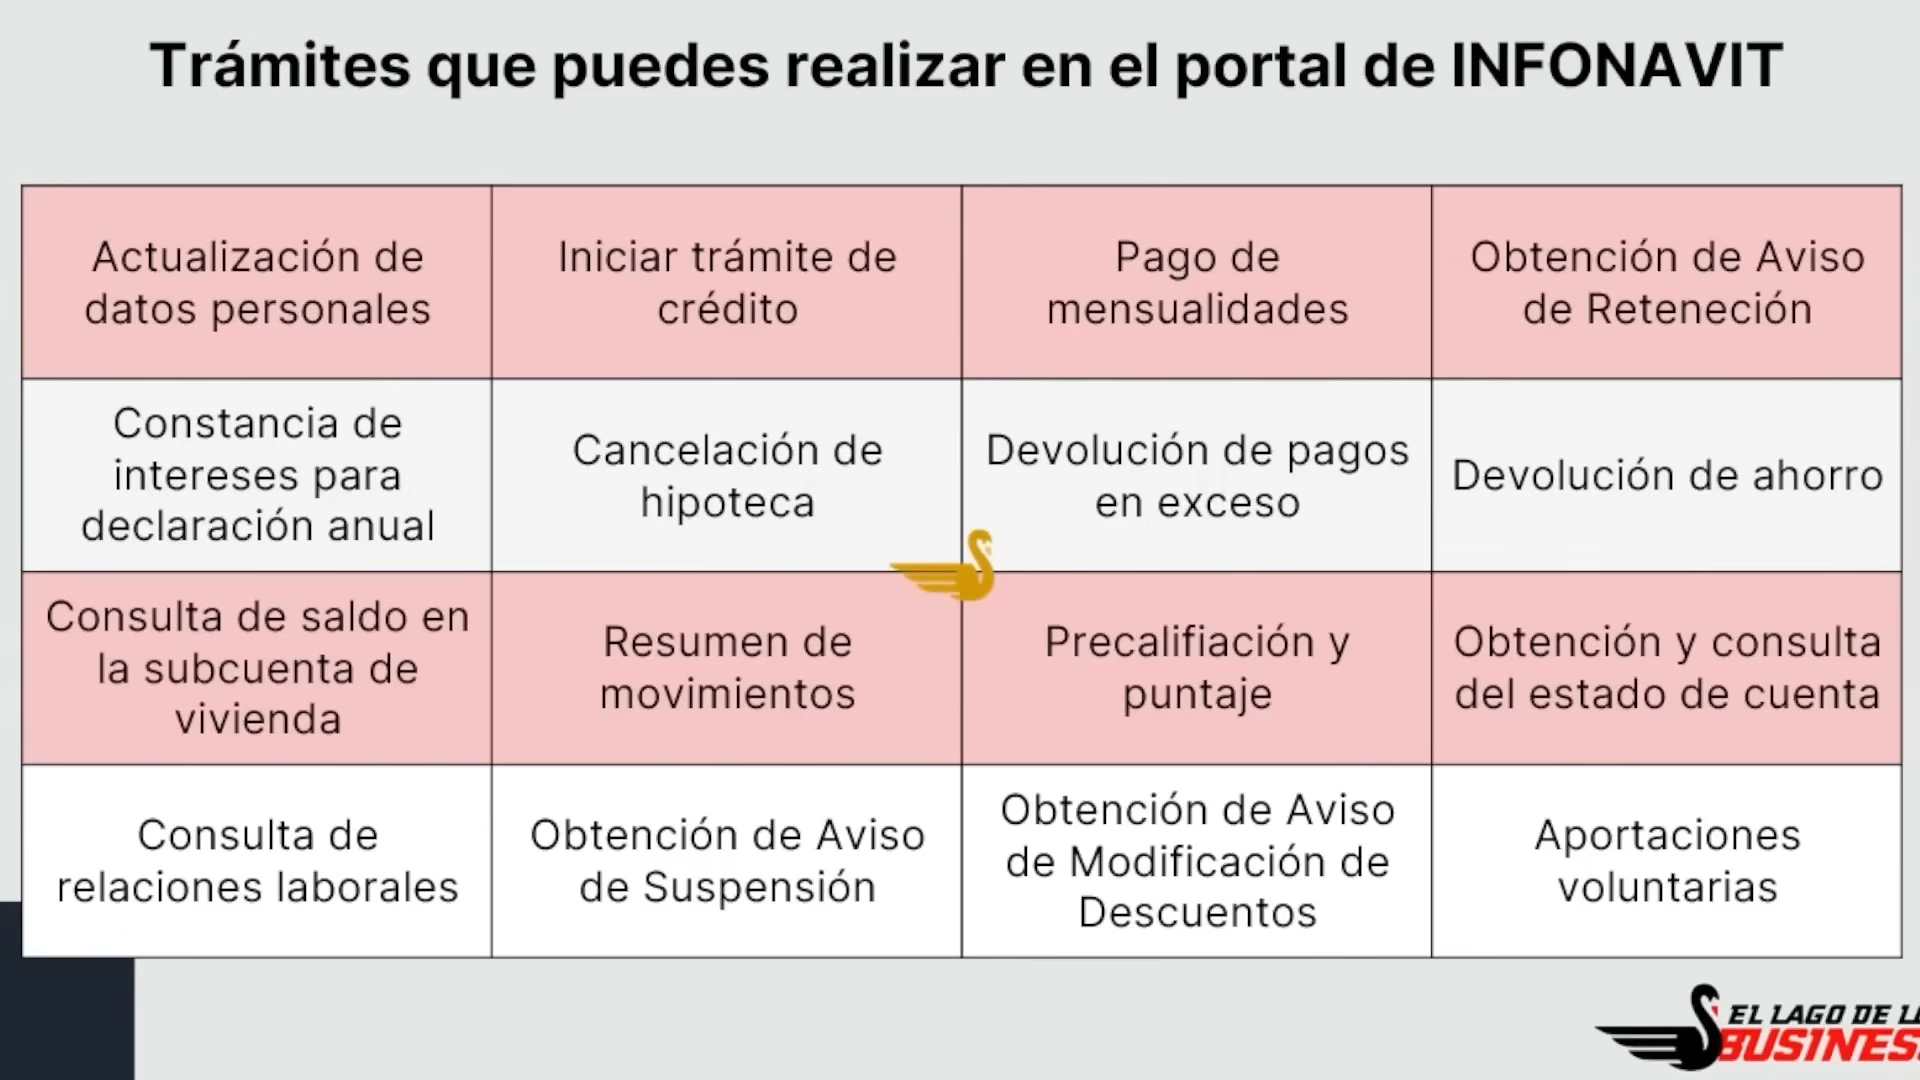 Trámites que puedes realizar en el portal de INFONAVIT
Actualización de
datos personales
Iniciar trámite de
crédito
Pago de
mensualidades
Obtención de Aviso
de Reteneción
Constancia de
intereses para
declaración anual
Cancelación de
hipoteca
Devolución de pagos
en exceso
Devolución de ahorro
Consulta de saldo en
la subcuenta de
vivienda
Resumen de
movimientos
Precalifiación y
puntaje
Obtención y consulta
del estado de cuenta
Consulta de
relaciones laborales
Obtención de Aviso
de Suspensión
Obtención de Aviso
de Modificación de
Descuentos
Aportaciones
voluntarias
EL LAGO DE